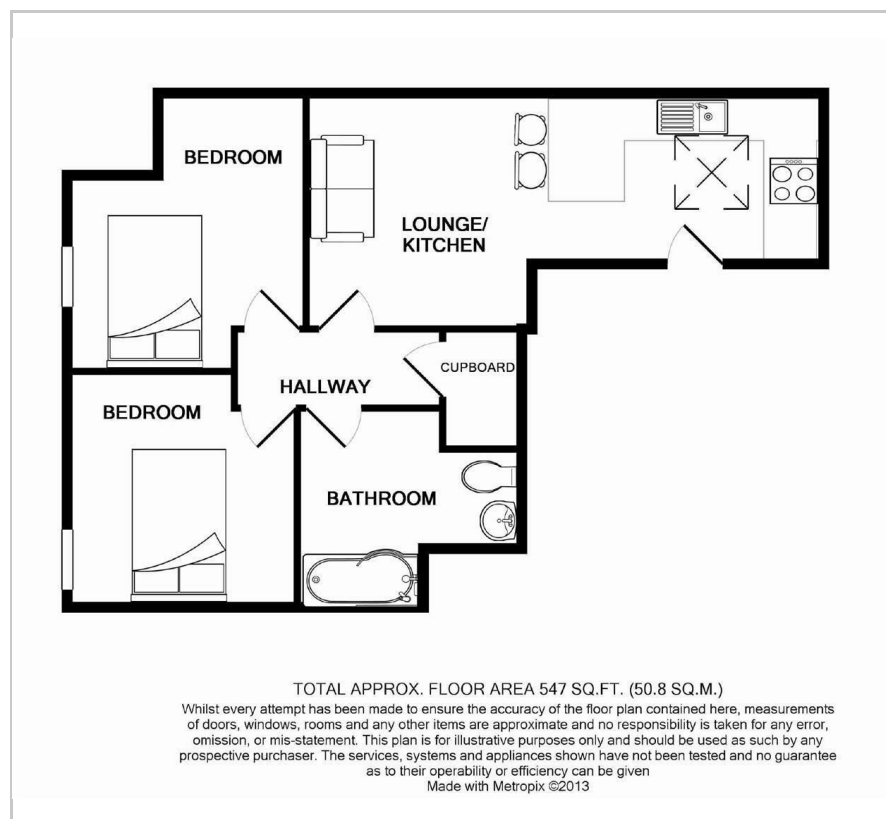 BEDROOM
LOUNGE/
KITCHEN
CUPBOARD
HALLWAY
BEDROOM
BATHROOM
TOTAL APPROX. FLOOR AREA 547 SQ.FT. (50.8 SQ.M.)
Whilst every attempt has been made to ensure the accuracy of the floor plan contained here, measurements
of doors, windows, rooms and any other items are approximate and no responsibility is taken for any error,
omission, or mis-statement. This plan is for illustrative purposes only and should be used as such by any
prospective purchaser. The services, systems and appliances shown have not been tested and no guarantee
as to their operability or efficiency can be given
Made with Metropix ©2013